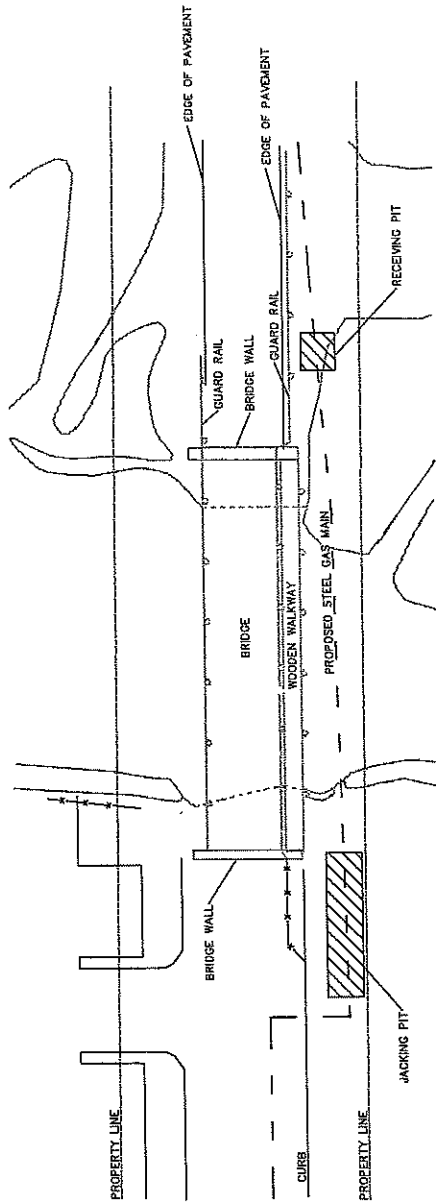 EDGE OF PAVEMENT
EDGE OF PAVEMENT
GUARD RAIL
BRIDGE WALL
GUARD RAIL
RECEIVING PIT
BRIDGE
WOODEN WALKWAY
PROPOSED STEEL GAS MAIN
BRIDGE WALL
JACKING PIT
PROPERTY LINE
CURB
PROPERTY LINE